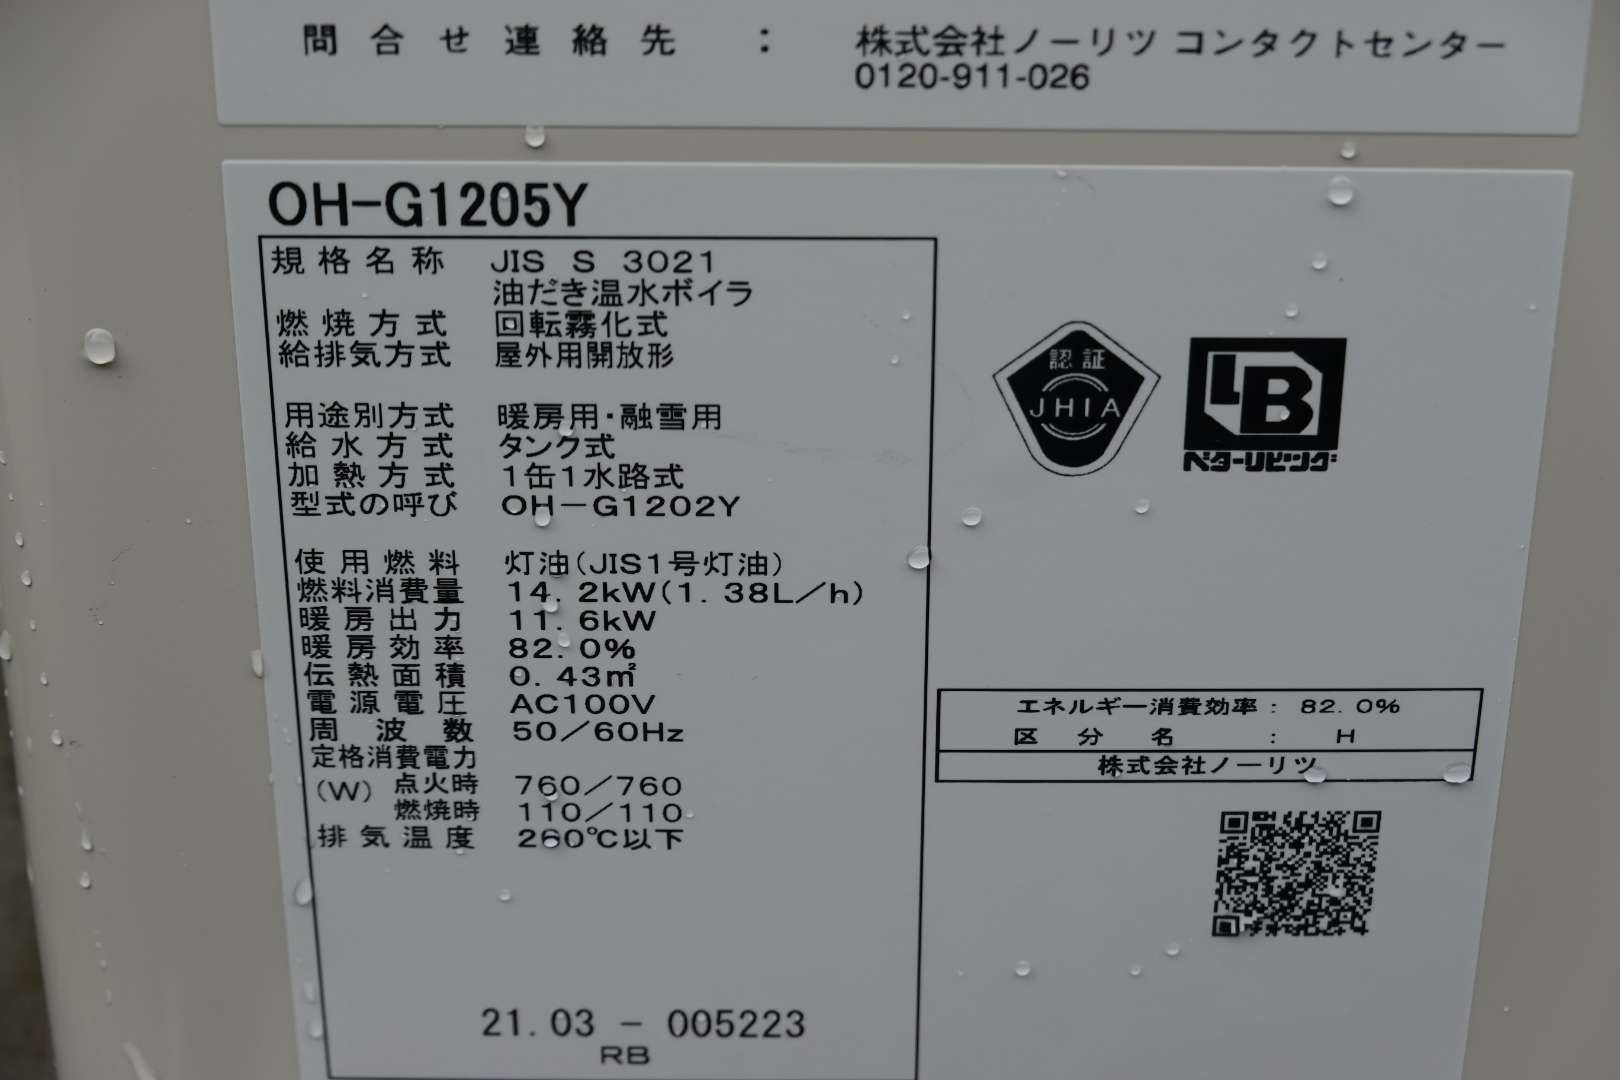 問合せ連絡先 : 株式会社ノーリツ コンタクトセンター
0120-911-026
OH-G1205Y
規格名称 JIS S 3021
油だき温水ボイラ
燃焼方式 回転霧化式
給排気方式 屋外用開放形
用途別方式 暖房用・融雪用
給水方式 タンク式
加熱方式 1缶1水路式
型式の呼び OH-G1202Y
使用燃料 灯油(JIS1号灯油)
燃料消費量 14.2kW(1.38L/h)
暖房出力 11.6kW
暖房効率 82.0%
伝熱面積 0.43㎡
電源電圧 AC100V
周波数 50/60Hz
定格消費電力
(W) 点火時 760/760
燃焼時 110/110
排気温度 260℃以下
21.03 - 005223
RB
認証
JHIA
BL
ベターリビング
エネルギー消費効率: 82.0%
区分名 : H
株式会社ノーリツ